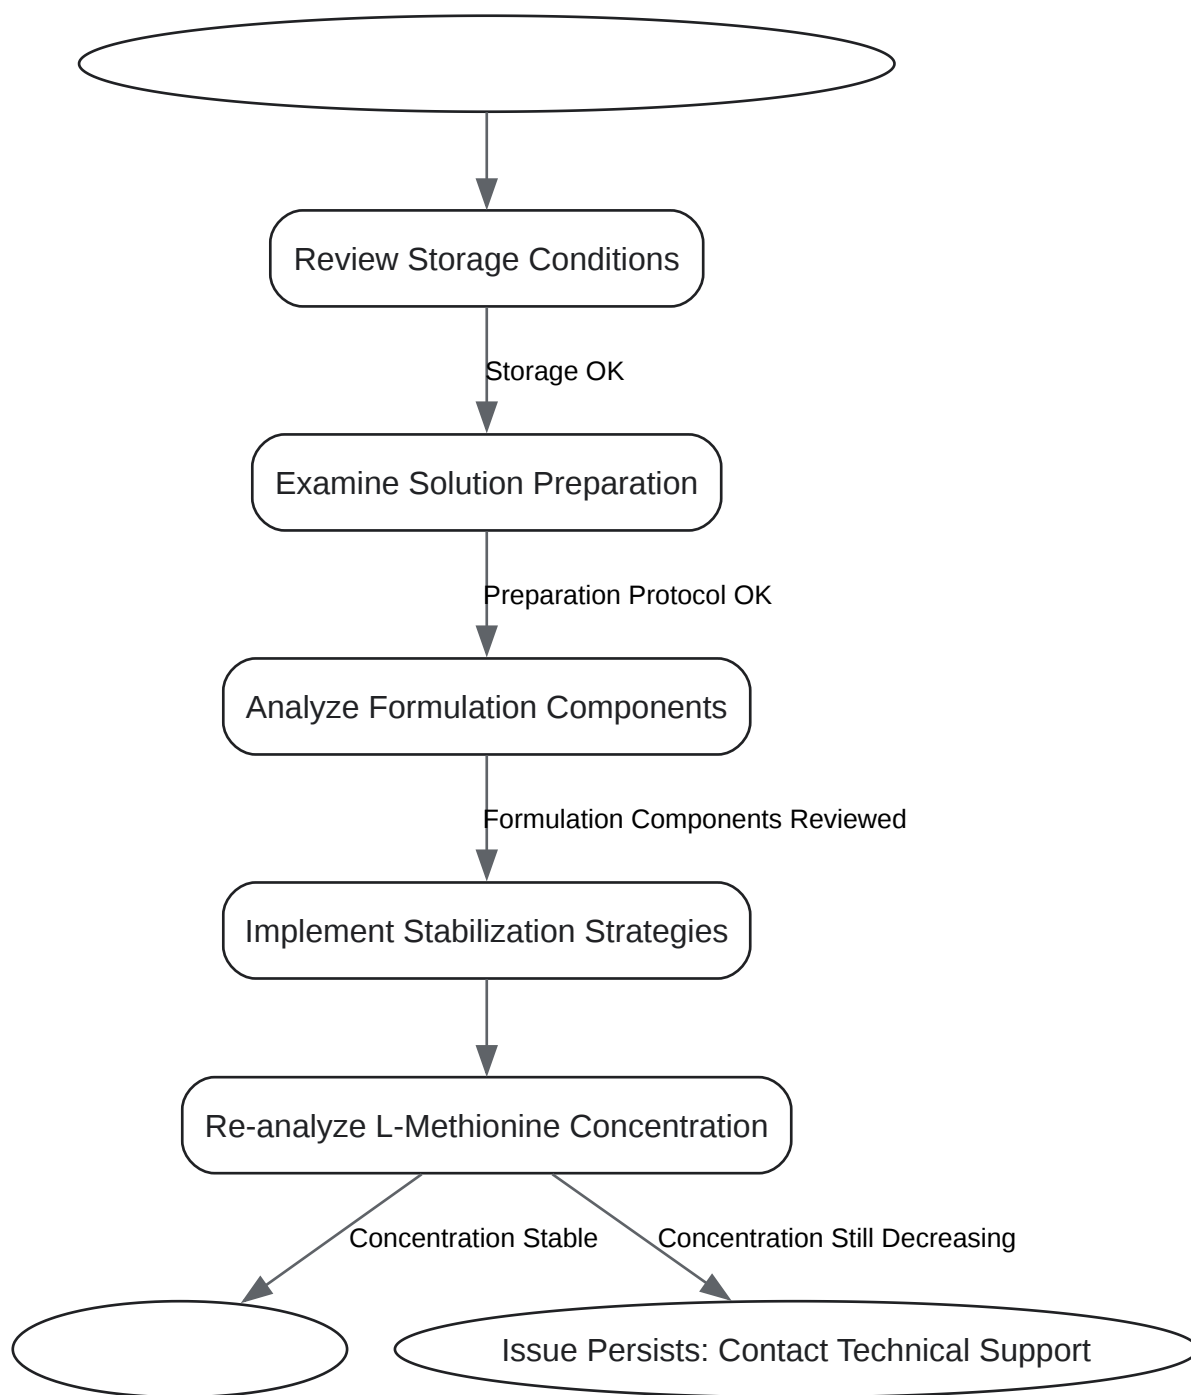 Review Storage Conditions
Storage OK
Examine Solution Preparation
Preparation Protocol OK
Analyze Formulation Components
Formulation Components Reviewed
Implement Stabilization Strategies
Re-analyze L-Methionine Concentration
Concentration Stable
Concentration Still Decreasing
Issue Persists: Contact Technical Support